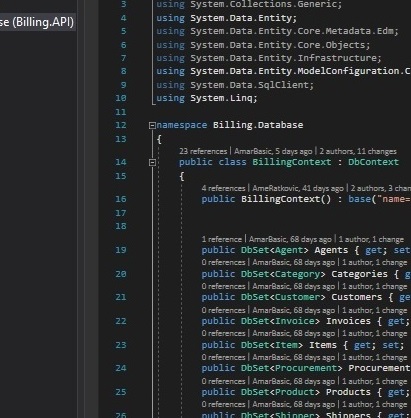 se (Billing.API)
3 using System.Collections.Generic;
4 using System.Data.Entity;
5 using System.Data.Entity.Core.Metadata.Edm;
6 using System.Data.Entity.Core.Objects;
7 using System.Data.Entity.Infrastructure;
8 using System.Data.Entity.ModelConfiguration.C
9 using System.Data.SqlClient;
10 using System.Linq;
11
12 namespace Billing.Database
13 {
23 references | AmarBasic, 5 days ago | 2 authors, 11 changes
14 public class BillingContext : DbContext
15 {
4 references | AmeRatkovic, 41 days ago | 2 authors, 3 chan
16 public BillingContext() : base("name=
17
18
1 reference | AmarBasic, 68 days ago | 1 author, 1 change
19 public DbSet<Agent> Agents { get; set
0 references | AmarBasic, 68 days ago | 1 author, 1 change
20 public DbSet<Category> Categories { g
0 references | AmarBasic, 68 days ago | 1 author, 1 change
21 public DbSet<Customer> Customers { ge
0 references | AmarBasic, 68 days ago | 1 author, 1 change
22 public DbSet<Invoice> Invoices { get;
0 references | AmarBasic, 68 days ago | 1 author, 1 change
23 public DbSet<Item> Items { get; set;
0 references | AmarBasic, 68 days ago | 1 author, 1 change
24 public DbSet<Procurement> Procurement
0 references | AmarBasic, 68 days ago | 1 author, 1 change
25 public DbSet<Product> Products { get;
0 references | AmarBasic, 68 days ago | 1 author, 1 change
26 public DbSet<Shipper> Shippers { get;